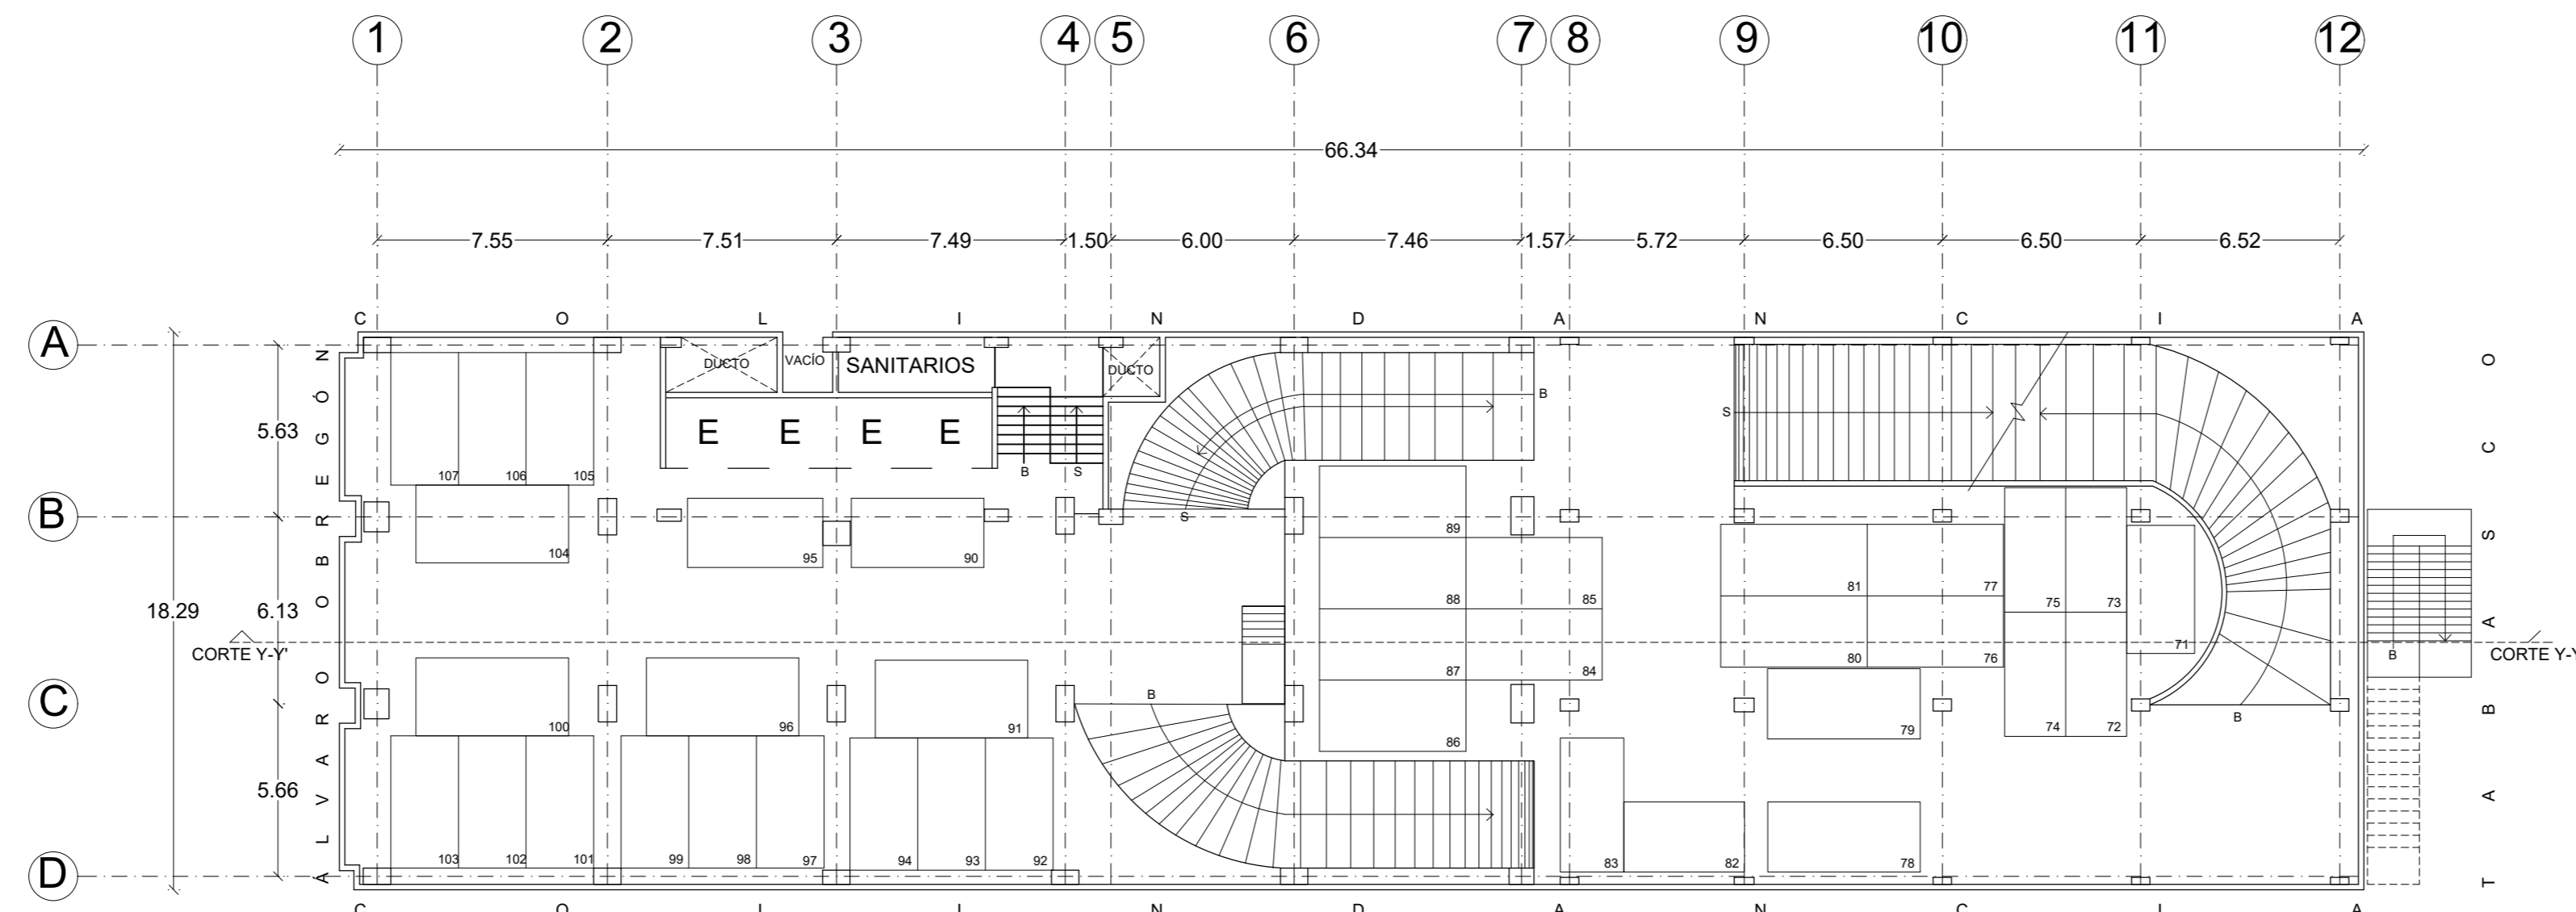 1 2 3 4 5 6 7 8 9 10 11 12
66.34
7.55 7.51 7.49 1.50 6.00 7.46 1.57 5.72 6.50 6.50 6.52
C O L I N D A N C I A
A
B
C
D
18.29
5.63
6.13
5.66
ALVARO OBREGÓN
TABASCO
DUCTO
VACÍO
SANITARIOS
DUCTO
E E E E
B S
B
S
S
B
B
B
CORTE Y-Y'
CORTE Y-Y
107 106 105
104
95
90
89
88 85
87 84
86
81 77
80 76
75 73
74 72
71
79
78
83 82
100
96
91
103 102 101
99 98 97
94 93 92
C O L I N D A N C I A